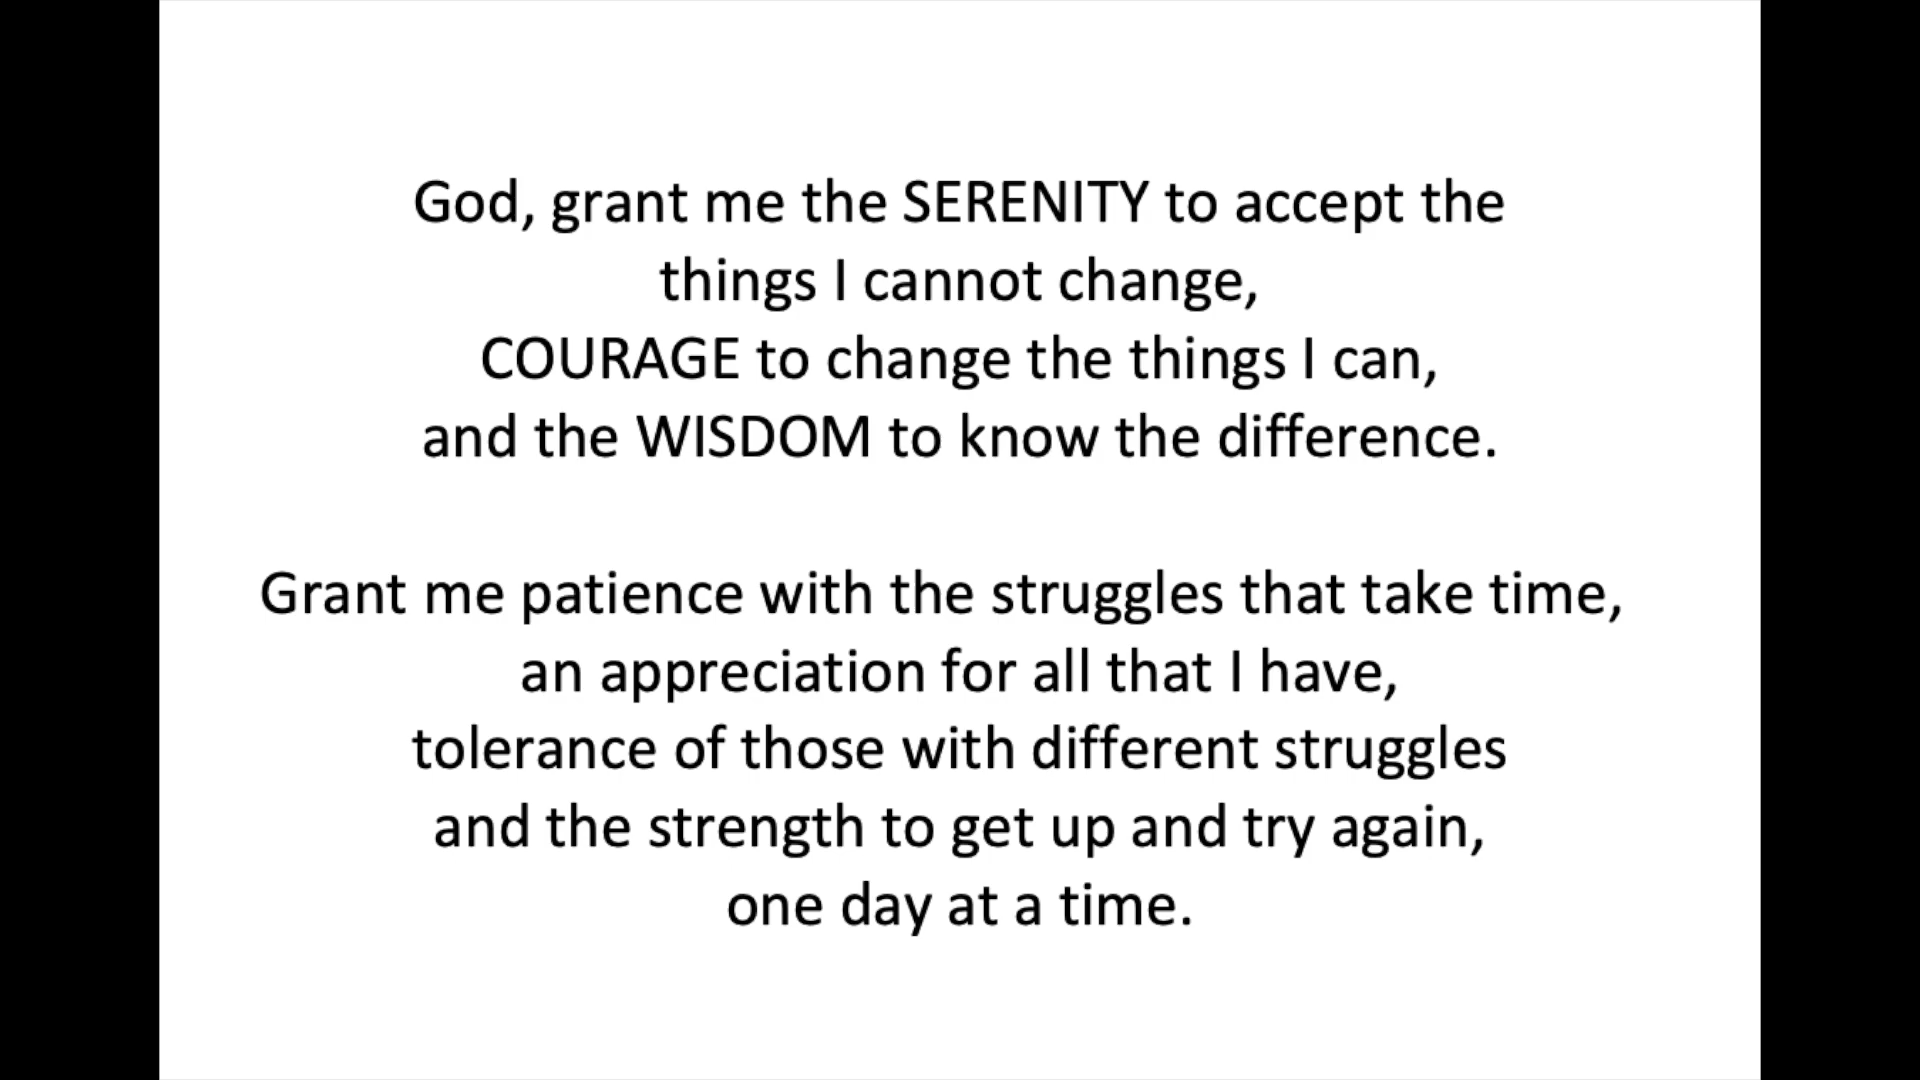 God, grant me the SERENITY to accept the
things I cannot change,
COURAGE to change the things I can,
and the WISDOM to know the difference.
Grant me patience with the struggles that take time,
an appreciation for all that I have,
tolerance of those with different struggles
and the strength to get up and try again,
one day at a time.